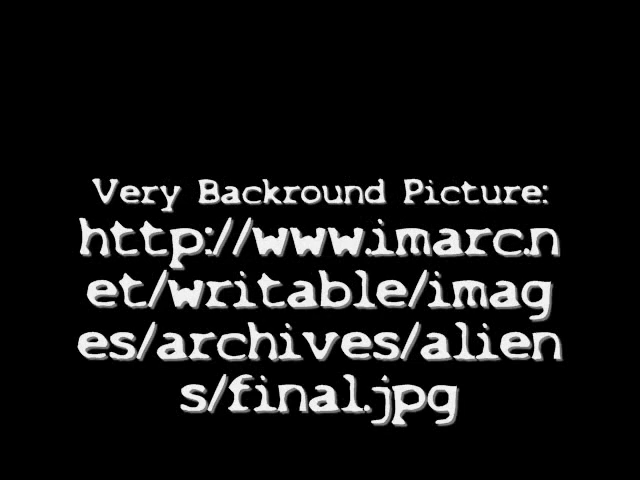 Very Backround Picture:
http://www.imarc.n
et/writable/imag
es/archives/alien
s/final.jpg